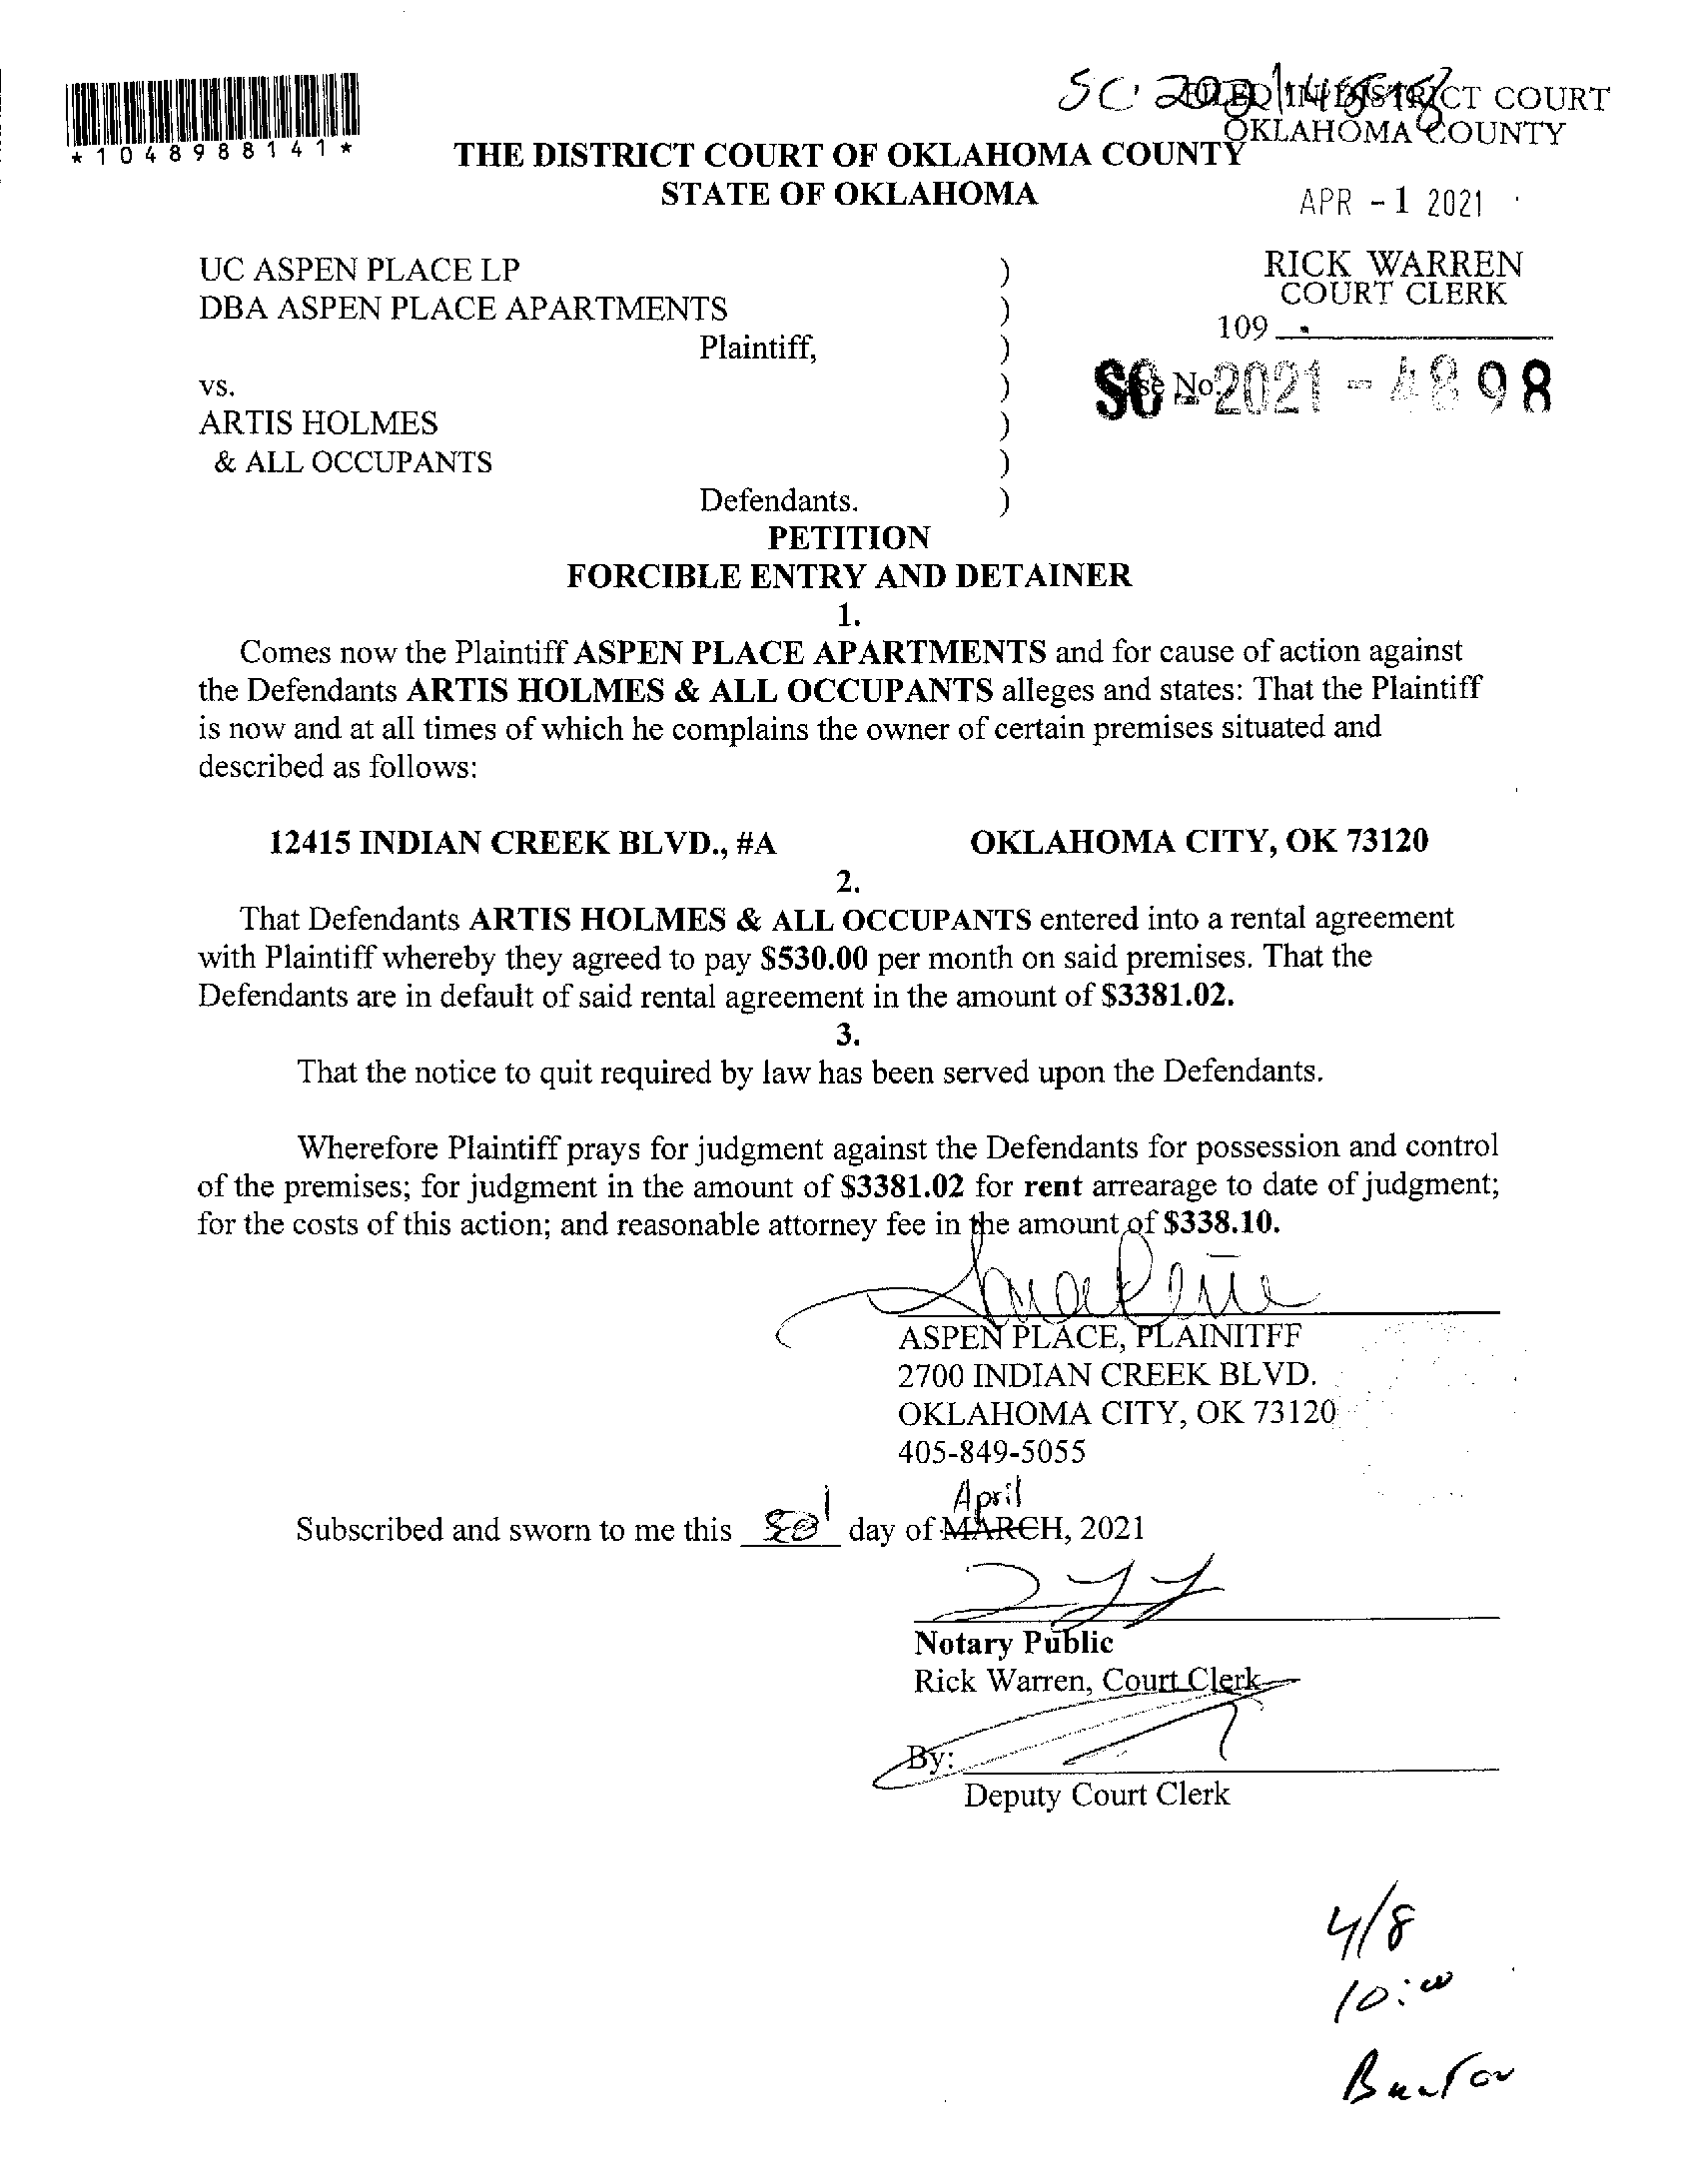 *1048988141*
FILED IN DISTRICT COURT
OKLAHOMA COUNTY
THE DISTRICT COURT OF OKLAHOMA COUNTY
STATE OF OKLAHOMA
APR -1 2021
UC ASPEN PLACE LP )
DBA ASPEN PLACE APARTMENTS )
Plaintiff, )
vs. )
ARTIS HOLMES )
& ALL OCCUPANTS )
Defendants. )
RICK WARREN
COURT CLERK
109
SC-2021-4898
PETITION
FORCIBLE ENTRY AND DETAINER
1.
Comes now the Plaintiff ASPEN PLACE APARTMENTS and for cause of action against
the Defendants ARTIS HOLMES & ALL OCCUPANTS alleges and states: That the Plaintiff
is now and at all times of which he complains the owner of certain premises situated and
described as follows:
12415 INDIAN CREEK BLVD., #A OKLAHOMA CITY, OK 73120
2.
That Defendants ARTIS HOLMES & ALL OCCUPANTS entered into a rental agreement
with Plaintiff whereby they agreed to pay $530.00 per month on said premises. That the
Defendants are in default of said rental agreement in the amount of $3381.02.
3.
That the notice to quit required by law has been served upon the Defendants.
Wherefore Plaintiff prays for judgment against the Defendants for possession and control
of the premises; for judgment in the amount of $3381.02 for rent arrearage to date of judgment;
for the costs of this action; and reasonable attorney fee in the amount of $338.10.
ASPEN PLACE, PLAINITFF
2700 INDIAN CREEK BLVD.
OKLAHOMA CITY, OK 73120
405-849-5055
April
Subscribed and sworn to me this 1 day of MARCH, 2021
Notary Public
Rick Warren, Court Clerk
By:
Deputy Court Clerk
4/8
10:00